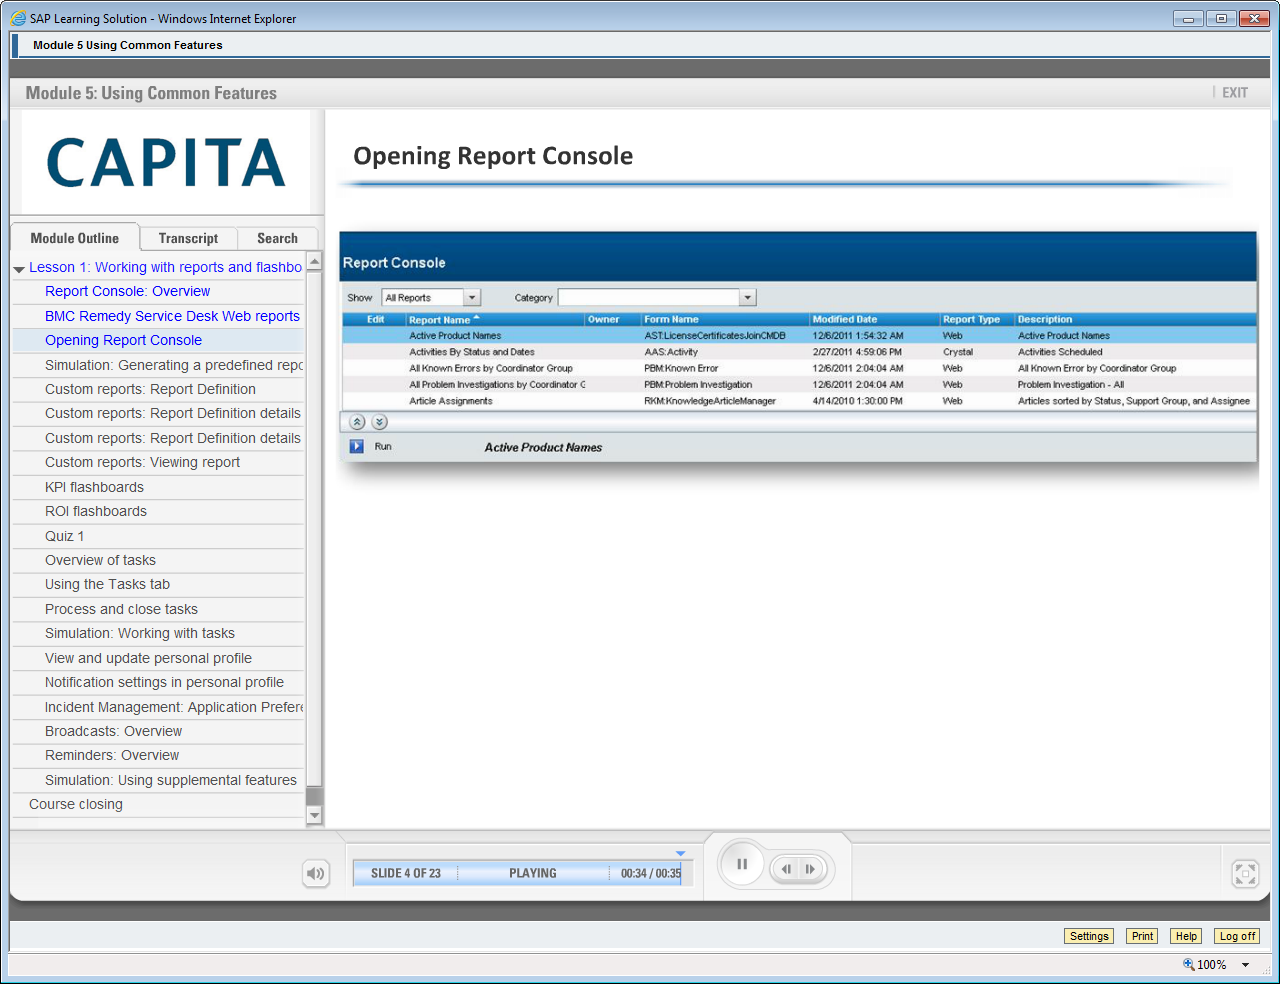 SAP Learning Solution - Windows Internet Explorer
Module 5 Using Common Features
Module 5: Using Common Features
EXIT
CAPITA
Module Outline Transcript Search
Lesson 1: Working with reports and flashbo
Report Console: Overview
BMC Remedy Service Desk Web reports
Opening Report Console
Simulation: Generating a predefined repo
Custom reports: Report Definition
Custom reports: Report Definition details
Custom reports: Report Definition details
Custom reports: Viewing report
KPI flashboards
ROI flashboards
Quiz 1
Overview of tasks
Using the Tasks tab
Process and close tasks
Simulation: Working with tasks
View and update personal profile
Notification settings in personal profile
Incident Management: Application Prefere
Broadcasts: Overview
Reminders: Overview
Simulation: Using supplemental features
Course closing
Opening Report Console
Report Console
Show All Reports Category
Edit Report Name Owner Form Name Modified Date Report Type Description
Active Product Names AST:LicenseCertificatesJoinCMDB 12/6/2011 1:54:32 AM Web Active Product Names
Activities By Status and Dates AAS:Activity 2/27/2011 4:59:06 PM Crystal Activities Scheduled
All Known Errors by Coordinator Group PBM:Known Error 12/6/2011 2:04:04 AM Web All Known Error by Coordinator Group
All Problem Investigations by Coordinator G PBM:Problem Investigation 12/6/2011 2:04:04 AM Web Problem Investigation - All
Article Assignments RKM:KnowledgeArticleManager 4/14/2010 1:30:00 PM Web Articles sorted by Status, Support Group, and Assignee
Run Active Product Names
SLIDE 4 OF 23 PLAYING 00:34 / 00:35
Settings Print Help Log off
100%